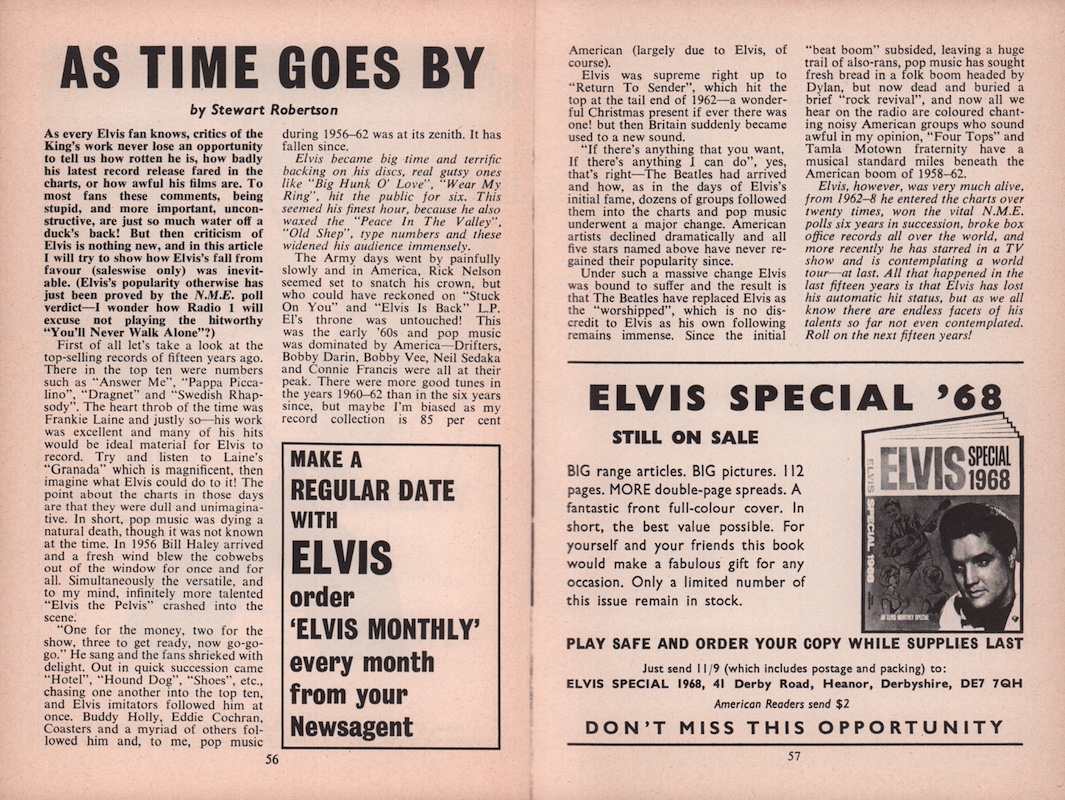 AS TIME GOES BY
by Stewart Robertson
As every Elvis fan knows, critics of the
King's work never lose an opportunity
to tell us how rotten he is, how badly
his latest record release fared in the
charts, or how awful his films are. To
most fans these comments, being
stupid, and more important, uncon-
structive, are just so much water off a
duck's back! But then criticism of
Elvis is nothing new, and in this article
I will try to show how Elvis's fall from
favour (saleswise only) was inevit-
able. (Elvis's popularity otherwise has
just been proved by the N.M.E. poll
verdict—I wonder how Radio 1 will
excuse not playing the hitworthy
"You'll Never Walk Alone"?)
First of all let's take a look at the
top-selling records of fifteen years ago.
There in the top ten were numbers
such as "Answer Me", "Pappa Picca-
lino", "Dragnet" and "Swedish Rhap-
sody". The heart throb of the time was
Frankie Laine and justly so—his work
was excellent and many of his hits
would be ideal material for Elvis to
record. Try and listen to Laine's
"Granada" which is magnificent, then
imagine what Elvis could do to it! The
point about the charts in those days
are that they were dull and unimagina-
tive. In short, pop music was dying a
natural death, though it was not known
at the time. In 1956 Bill Haley arrived
and a fresh wind blew the cobwebs
out of the window for once and for
all. Simultaneously the versatile, and
to my mind, infinitely more talented
"Elvis the Pelvis" crashed into the
scene.
"One for the money, two for the
show, three to get ready, now go-go-
go." He sang and the fans shrieked with
delight. Out in quick succession came
"Hotel", "Hound Dog", "Shoes", etc.,
chasing one another into the top ten,
and Elvis imitators followed him at
once. Buddy Holly, Eddie Cochran,
Coasters and a myriad of others fol-
lowed him and, to me, pop music
during 1956–62 was at its zenith. It has
fallen since.
Elvis became big time and terrific
backing on his discs, real gutsy ones
like "Big Hunk O' Love", "Wear My
Ring", hit the public for six. This
seemed his finest hour, because he also
waxed the "Peace In The Valley",
"Old Shep", type numbers and these
widened his audience immensely.
The Army days went by painfully
slowly and in America, Rick Nelson
seemed set to snatch his crown, but
who could have reckoned on "Stuck
On You" and "Elvis Is Back" L.P.
El's throne was untouched! This
was the early '60s and pop music
was dominated by America—Drifters,
Bobby Darin, Bobby Vee, Neil Sedaka
and Connie Francis were all at their
peak. There were more good tunes in
the years 1960–62 than in the six years
since, but maybe I'm biased as my
record collection is 85 per cent
MAKE A
REGULAR DATE
WITH
ELVIS
order
'ELVIS MONTHLY'
every month
from your
Newsagent
56
American (largely due to Elvis, of
course).
Elvis was supreme right up to
"Return To Sender", which hit the
top at the tail end of 1962—a wonder-
ful Christmas present if ever there was
one! but then Britain suddenly became
used to a new sound.
"If there's anything that you want,
If there's anything I can do", yes,
that's right—The Beatles had arrived
and how, as in the days of Elvis's
initial fame, dozens of groups followed
them into the charts and pop music
underwent a major change. American
artists declined dramatically and all
five stars named above have never re-
gained their popularity since.
Under such a massive change Elvis
was bound to suffer and the result is
that The Beatles have replaced Elvis as
the "worshipped", which is no dis-
credit to Elvis as his own following
remains immense. Since the initial
"beat boom" subsided, leaving a huge
trail of also-rans, pop music has sought
fresh bread in a folk boom headed by
Dylan, but now dead and buried a
brief "rock revival", and now all we
hear on the radio are coloured chant-
ing noisy American groups who sound
awful in my opinion, "Four Tops" and
Tamla Motown fraternity have a
musical standard miles beneath the
American boom of 1958–62.
Elvis, however, was very much alive,
from 1962–8 he entered the charts over
twenty times, won the vital N.M.E.
polls six years in succession, broke box
office records all over the world, and
more recently he has starred in a TV
show and is contemplating a world
tour—at last. All that happened in the
last fifteen years is that Elvis has lost
his automatic hit status, but as we all
know there are endless facets of his
talents so far not even contemplated.
Roll on the next fifteen years!
ELVIS SPECIAL '68
STILL ON SALE
BIG range articles. BIG pictures. 112
pages. MORE double-page spreads. A
fantastic front full-colour cover. In
short, the best value possible. For
yourself and your friends this book
would make a fabulous gift for any
occasion. Only a limited number of
this issue remain in stock.
ELVIS SPECIAL 1968
ELVIS SPECIAL
1968
AN ELVIS MONTHLY SPECIAL
PLAY SAFE AND ORDER YOUR COPY WHILE SUPPLIES LAST
Just send 11/9 (which includes postage and packing) to:
ELVIS SPECIAL 1968, 41 Derby Road, Heanor, Derbyshire, DE7 7QH
American Readers send $2
DON'T MISS THIS OPPORTUNITY
57